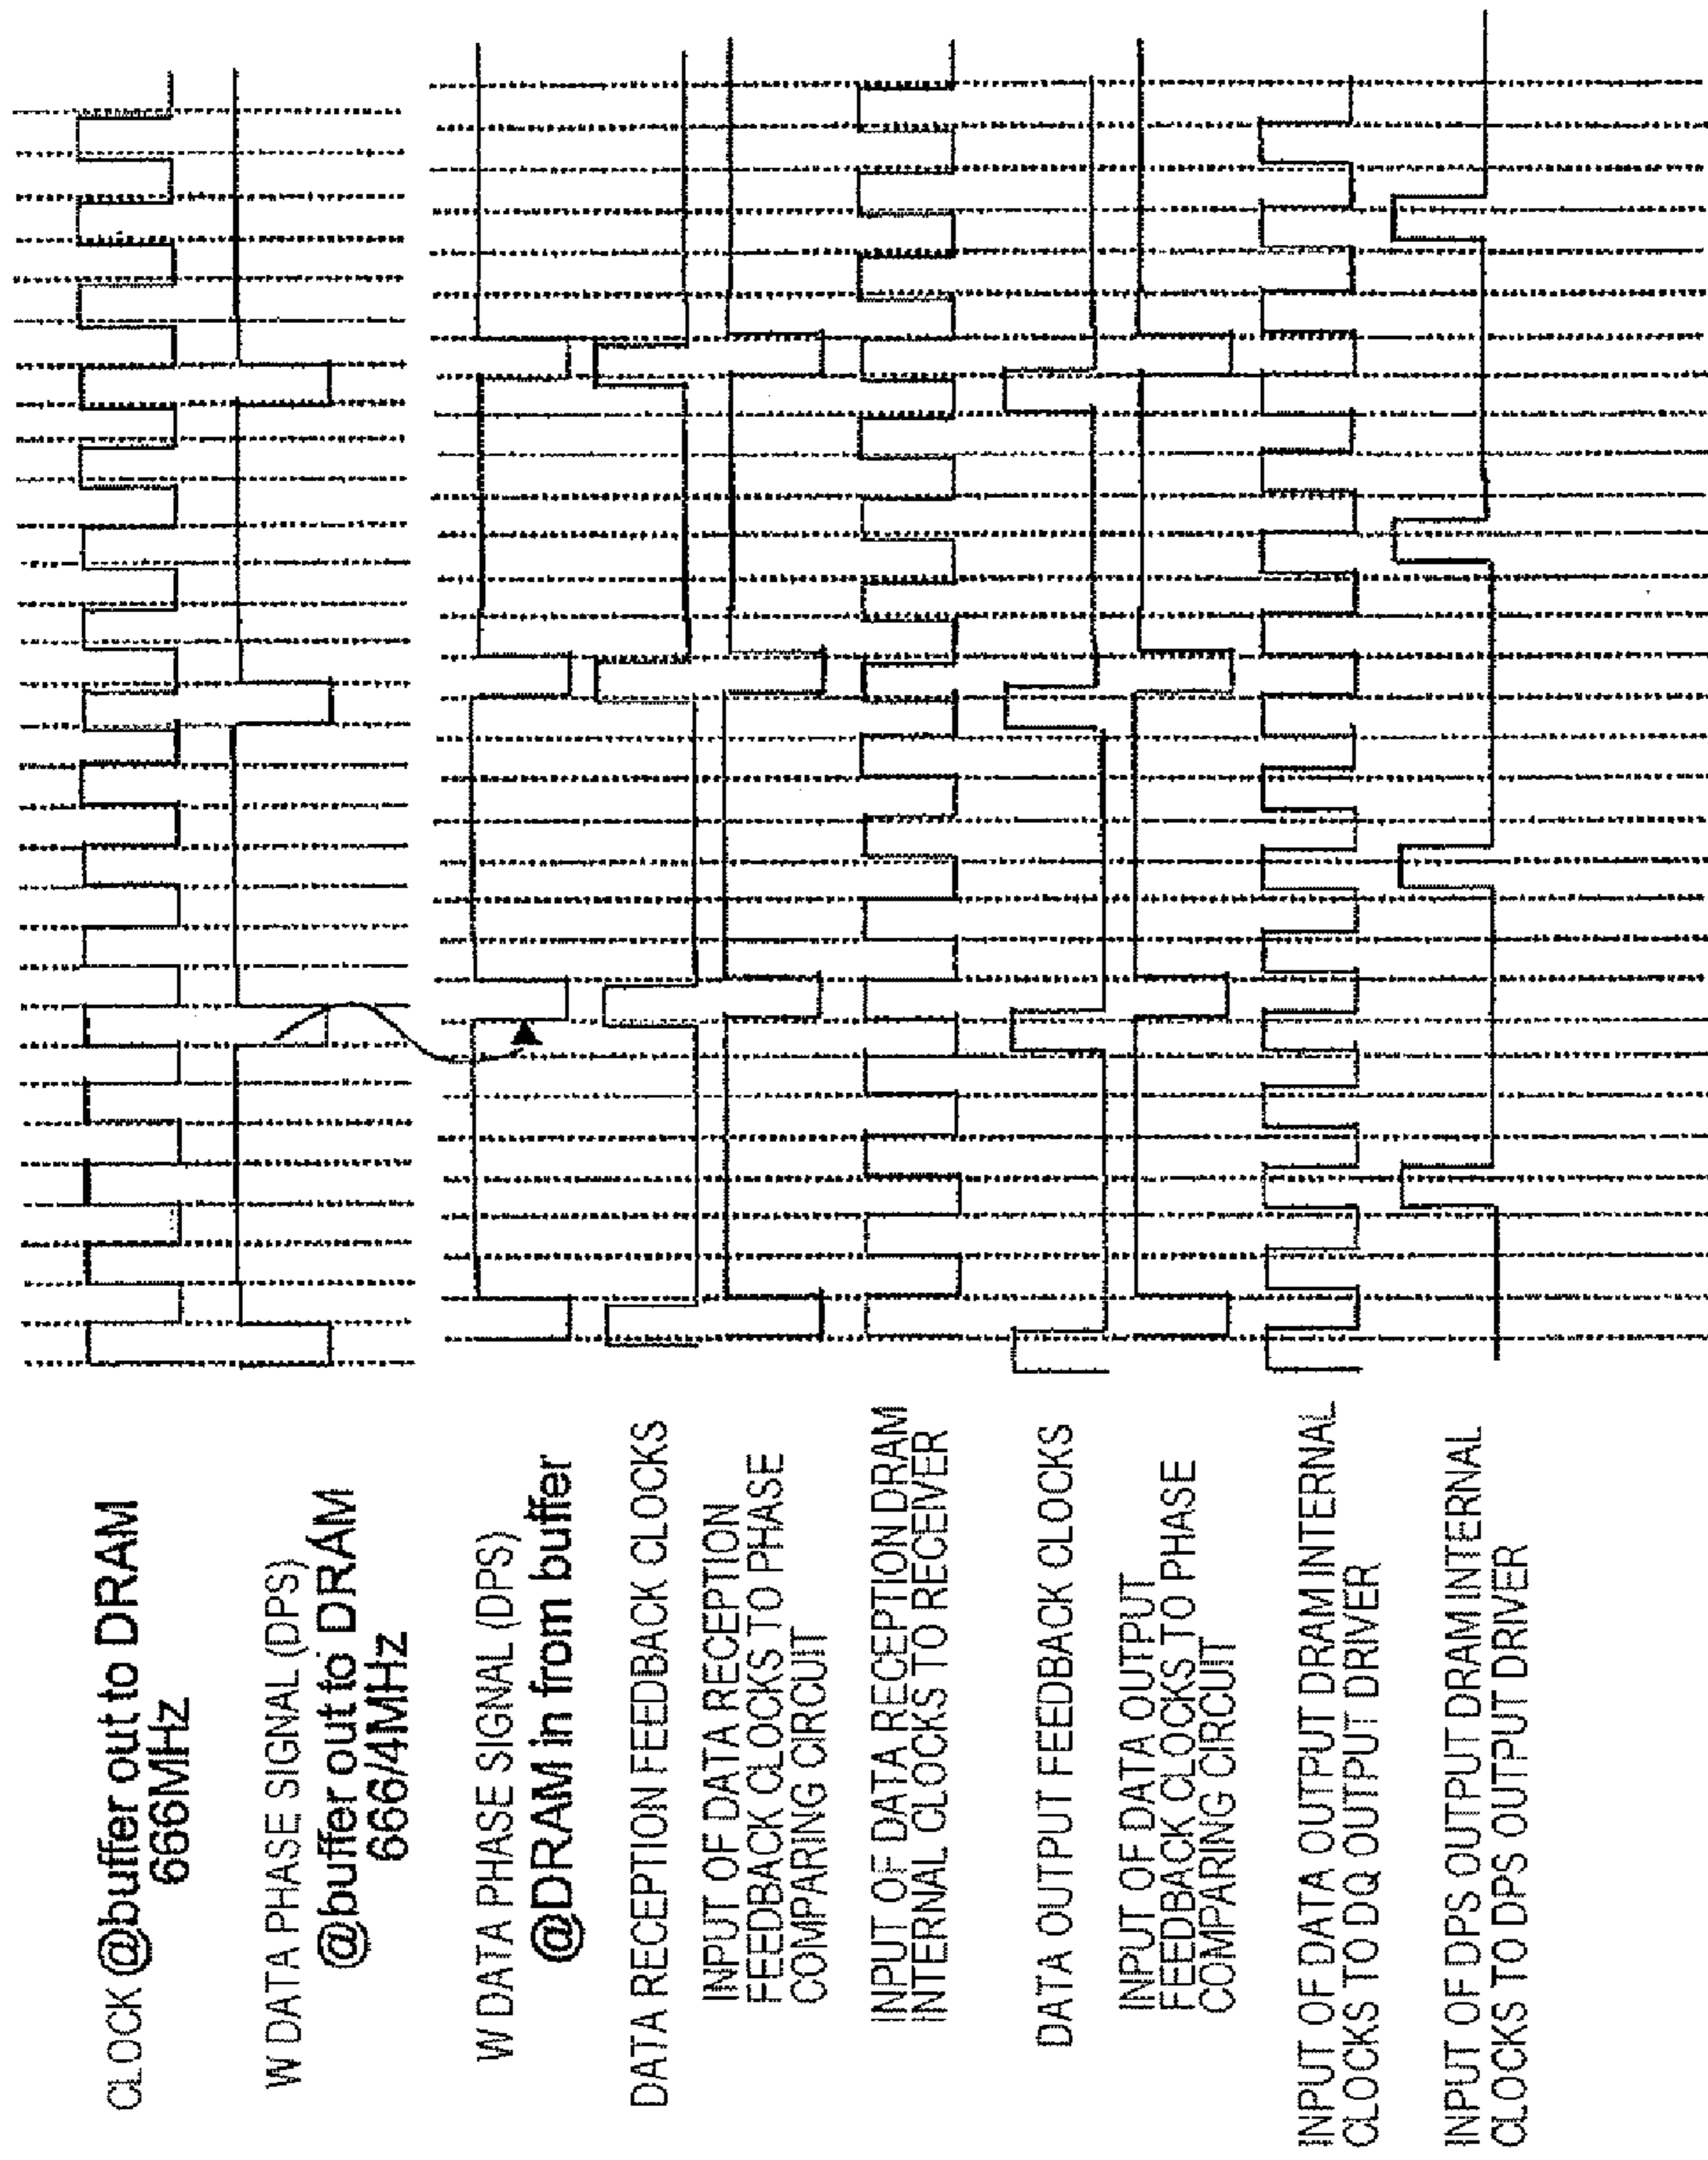 CLOCK @buffer out to DRAM
666MHz
W DATA PHASE SIGNAL (DPS)
@buffer out to DRAM
666/4MHz
W DATA PHASE SIGNAL (DPS)
@DRAM in from buffer
DATA RECEPTION FEEDBACK CLOCKS
INPUT OF DATA RECEPTION
FEEDBACK CLOCKS TO PHASE
COMPARING CIRCUIT
INPUT OF DATA RECEPTION DRAM
INTERNAL CLOCKS TO RECEIVER
DATA OUTPUT FEEDBACK CLOCKS
INPUT OF DATA OUTPUT
FEEDBACK CLOCKS TO PHASE
COMPARING CIRCUIT
INPUT OF DATA OUTPUT DRAM INTERNAL
CLOCKS TO DQ OUTPUT DRIVER
INPUT OF DPS OUTPUT DRAM INTERNAL
CLOCKS TO DPS OUTPUT DRIVER